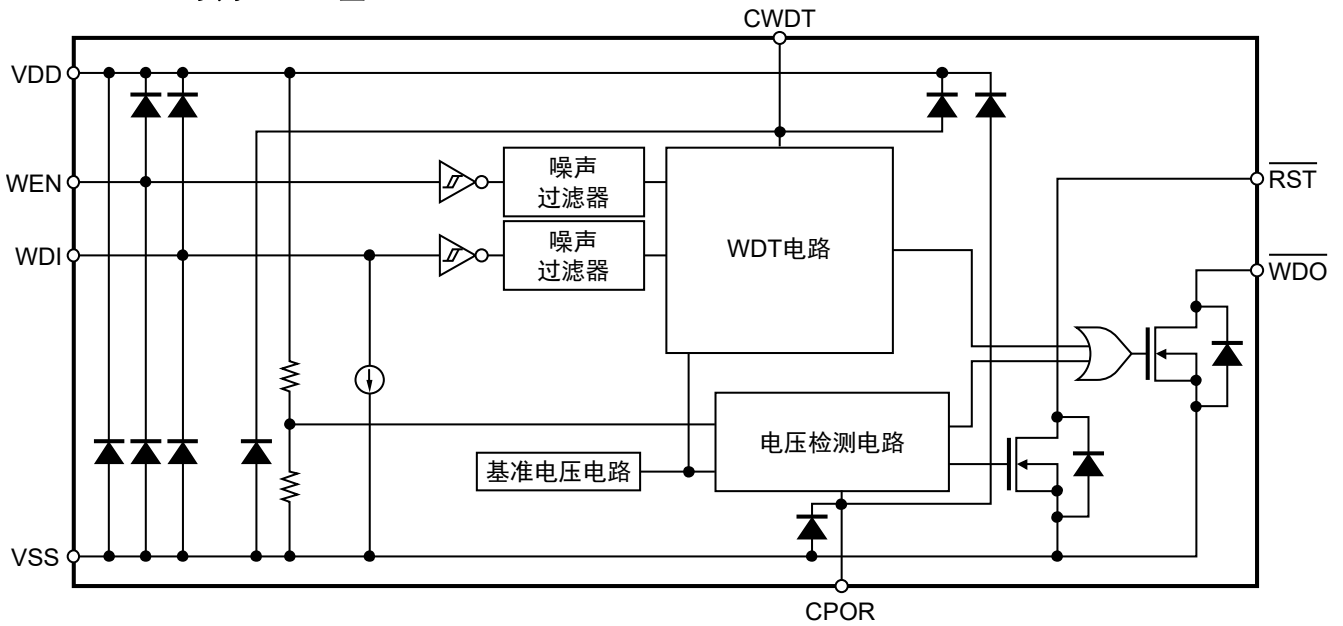 CWDT
VDD
WEN
WDI
VSS
噪声
过滤器
噪声
过滤器
WDT电路
电压检测电路
基准电压电路
RST
WDO
CPOR